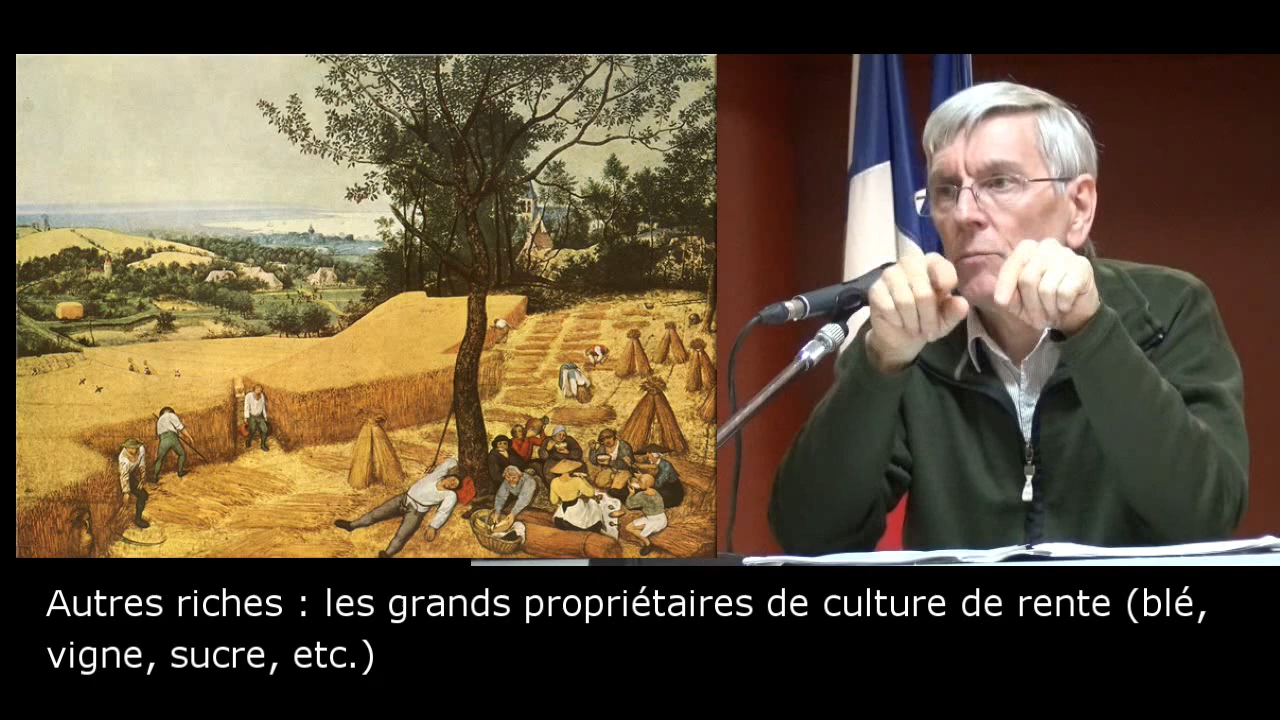 Autres riches : les grands propriétaires de culture de rente (blé,
vigne, sucre, etc.)